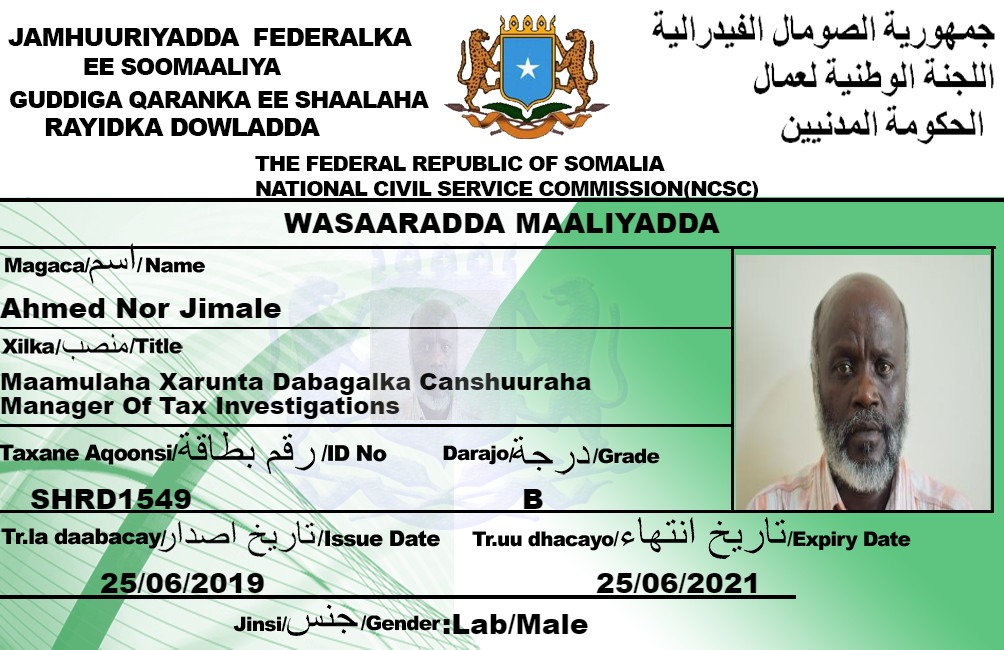 JAMHUURIYADDA FEDERALKA
EE SOOMAALIYA
GUDDIGA QARANKA EE SHAALAHA
RAYIDKA DOWLADDA
جمهورية الصومال الفيدرالية
اللجنة الوطنية لعمال
الحكومة المدنيين
THE FEDERAL REPUBLIC OF SOMALIA
NATIONAL CIVIL SERVICE COMMISSION(NCSC)
WASAARADDA MAALIYADDA
Magaca/اسم/Name
Ahmed Nor Jimale
Xilka/منصب/Title
Maamulaha Xarunta Dabagalka Canshuuraha
Manager Of Tax Investigations
Taxane Aqoonsi/رقم بطاقة/ID No Darajo/درجة/Grade
SHRD1549 B
Tr.la daabacay/تاريخ اصدار/Issue Date Tr.uu dhacayo/تاريخ انتهاء/Expiry Date
25/06/2019 25/06/2021
Jinsi/جنس/Gender:Lab/Male